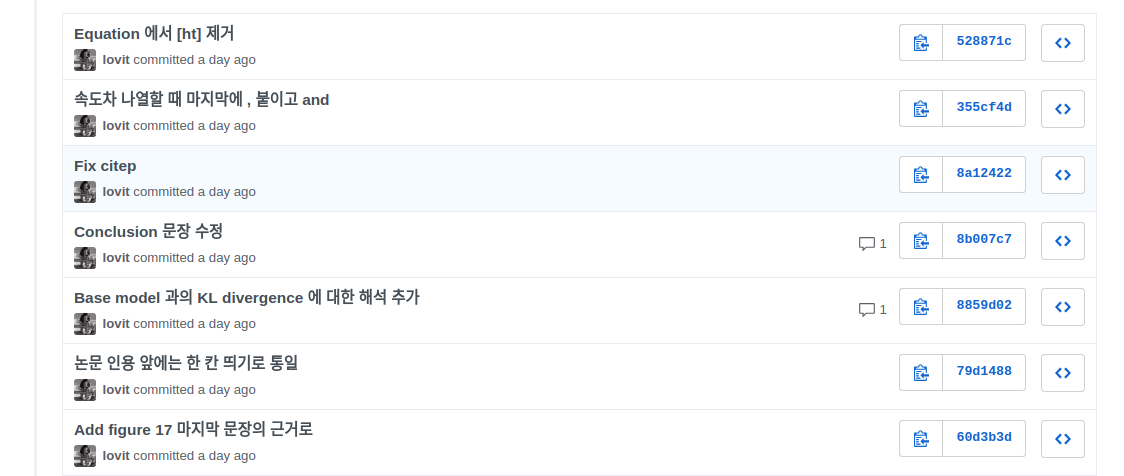 Equation 에서 [ht] 제거
528871c
lovit committed a day ago
속도차 나열할 때 마지막에 , 붙이고 and
355cf4d
lovit committed a day ago
Fix citep
8a12422
lovit committed a day ago
Conclusion 문장 수정
1
8b007c7
lovit committed a day ago
Base model 과의 KL divergence 에 대한 해석 추가
1
8859d02
lovit committed a day ago
논문 인용 앞에는 한 칸 띄기로 통일
79d1488
lovit committed a day ago
Add figure 17 마지막 문장의 근거로
60d3b3d
lovit committed a day ago